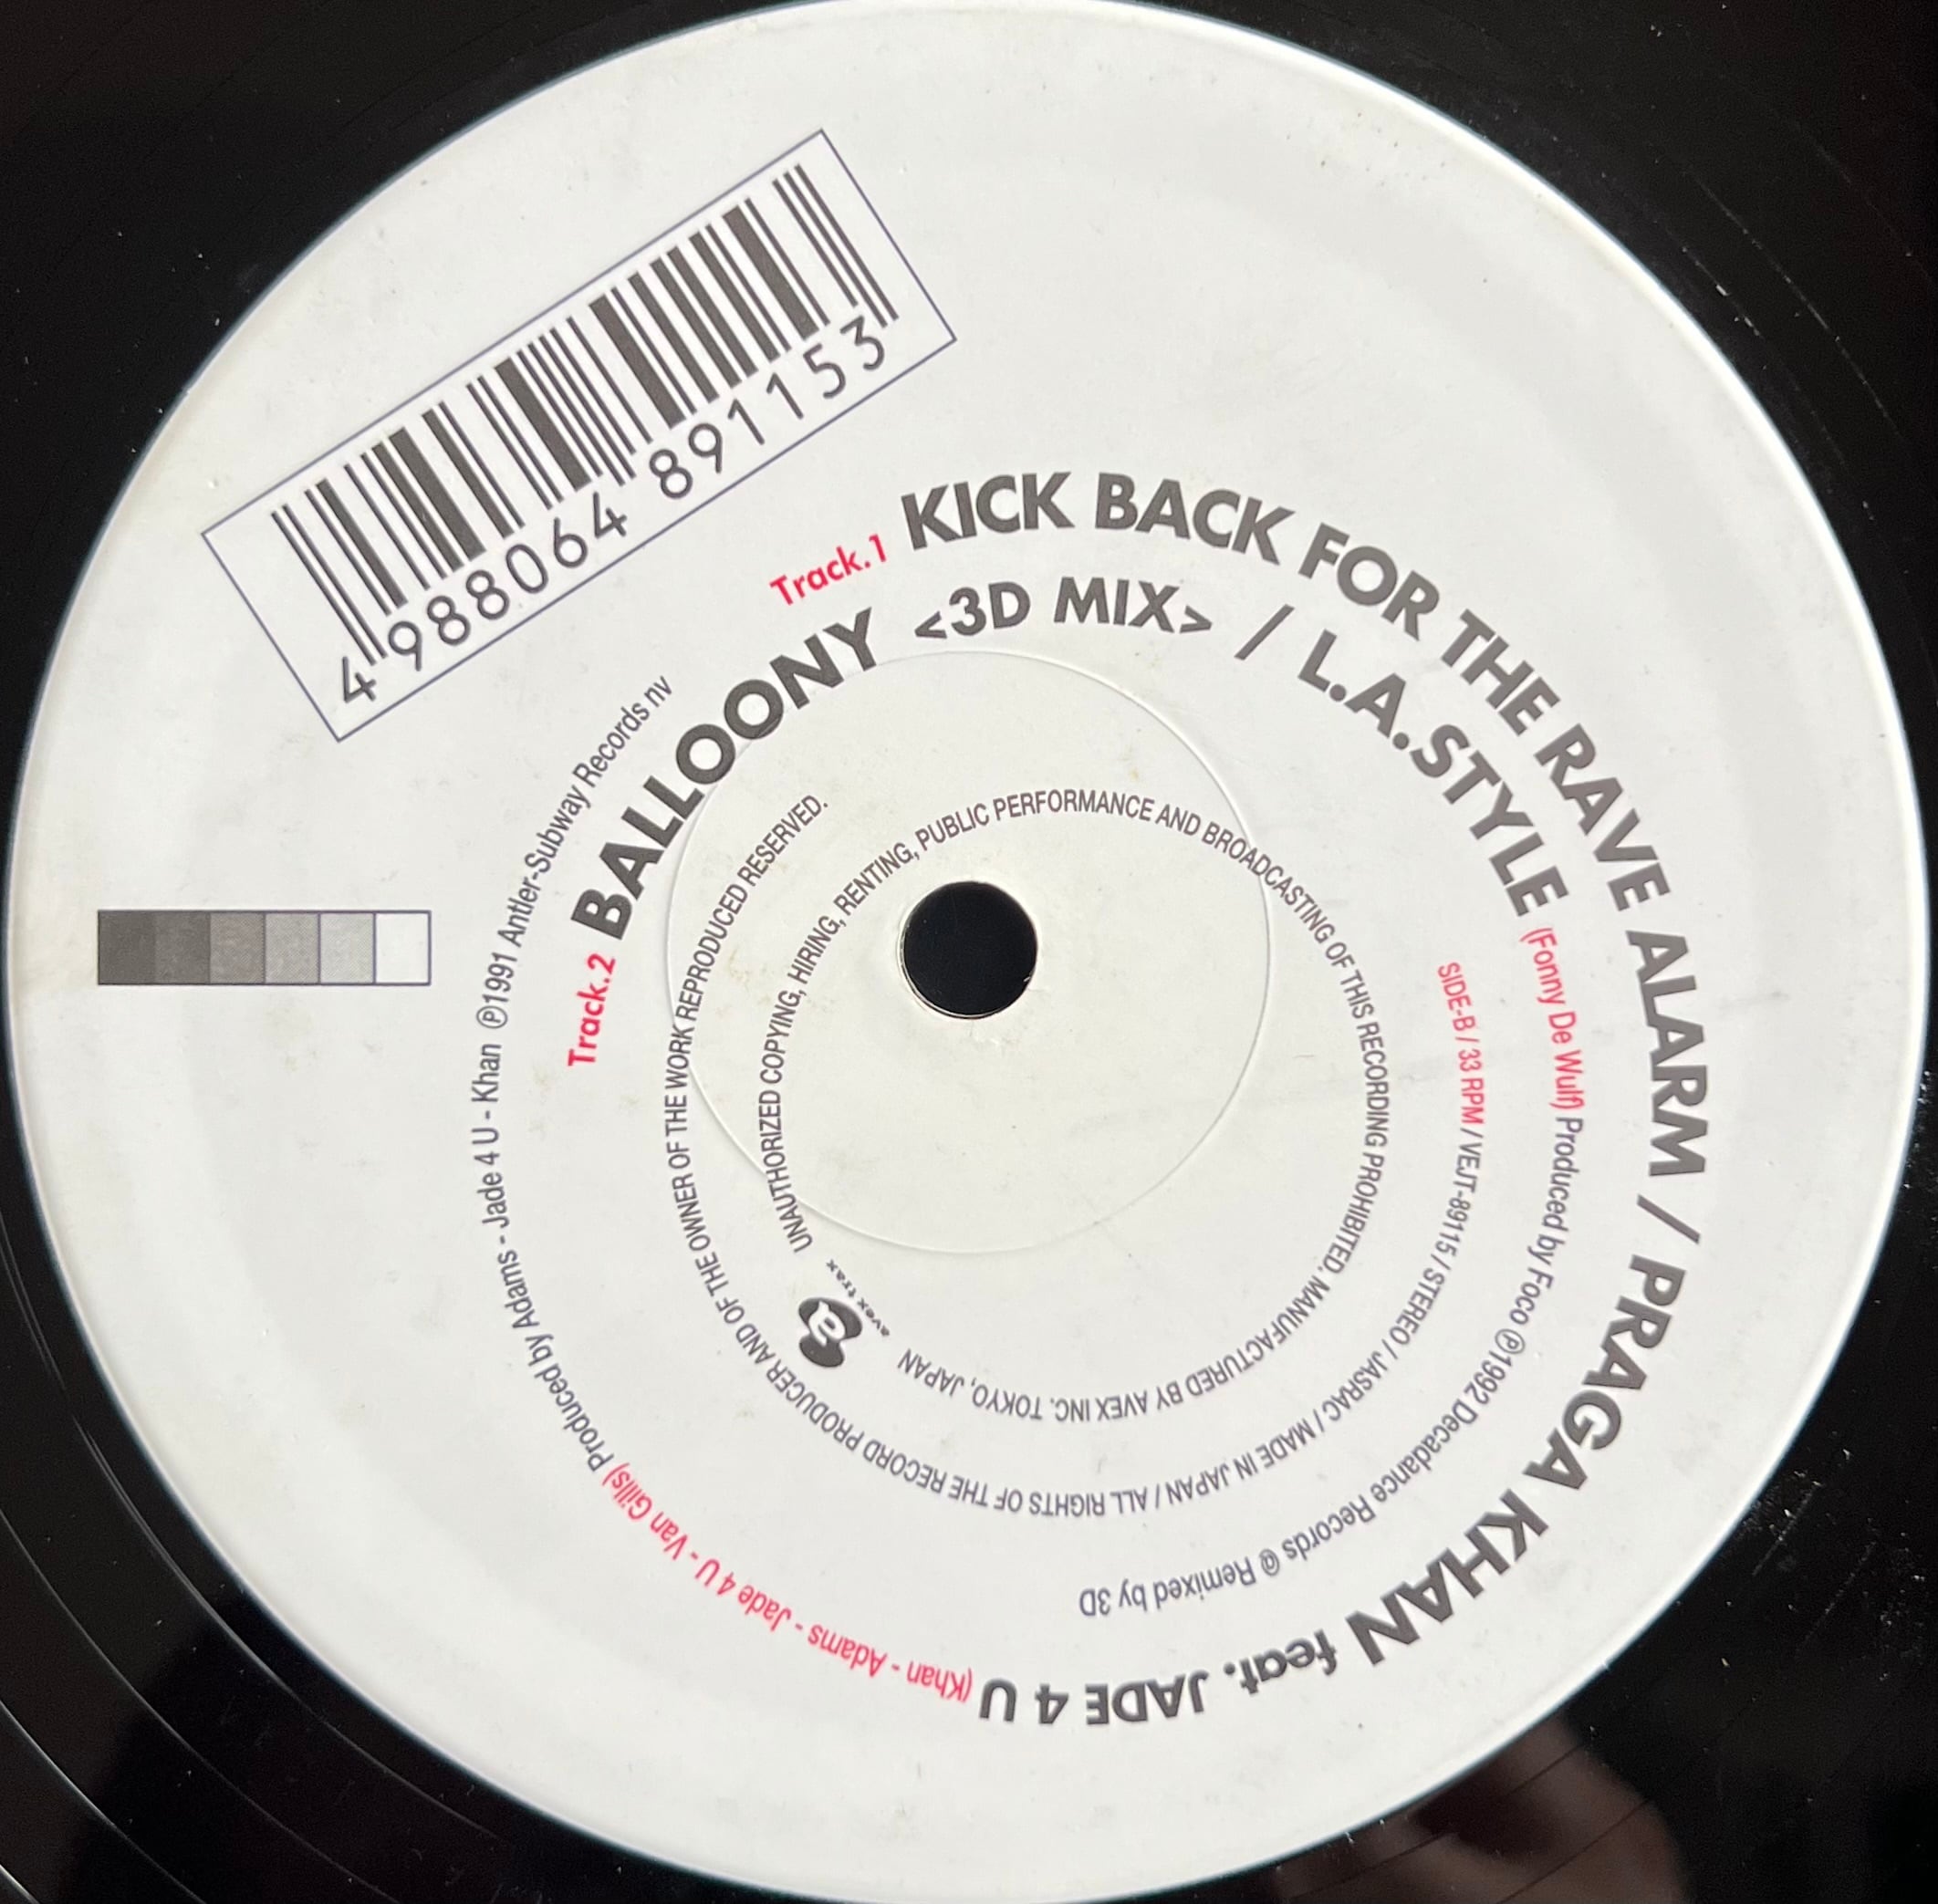 4 988064 891153
Track.1 KICK BACK FOR THE RAVE ALARM / PRAGA KHAN feat. JADE 4 U (Khan - Adams - Jade 4 U - Van Gills) Produced by Adams - Jade 4 U - Khan ℗1991 Antler-Subway Records nv
Track.2 BALLOONY <3D MIX> / L.A.STYLE (Fonny De Wulf) Produced by Foco ℗1992 Decadance Records @ Remixed by 3D
SIDE-B / 33 RPM / VEJT-89115 / STEREO / JASRAC / MADE IN JAPAN / ALL RIGHTS OF THE RECORD PRODUCER AND OF THE OWNER OF THE WORK REPRODUCED RESERVED.
UNAUTHORIZED COPYING, HIRING, RENTING, PUBLIC PERFORMANCE AND BROADCASTING OF THIS RECORDING PROHIBITED. MANUFACTURED BY AVEX INC. TOKYO, JAPAN
a
avex trax